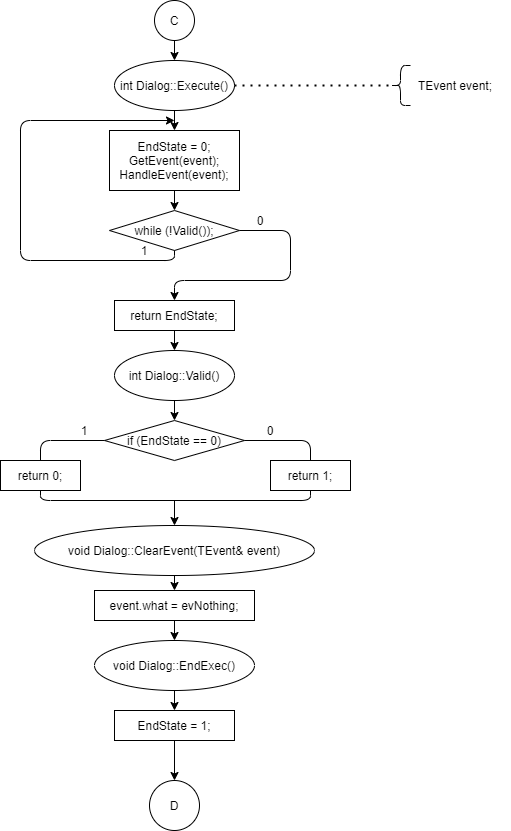 C
int Dialog::Execute()
TEvent event;
EndState = 0;
GetEvent(event);
HandleEvent(event);
while (!Valid());
0
1
return EndState;
int Dialog::Valid()
1
if (EndState == 0)
0
return 0;
return 1;
void Dialog::ClearEvent(TEvent& event)
event.what = evNothing;
void Dialog::EndExec()
EndState = 1;
D